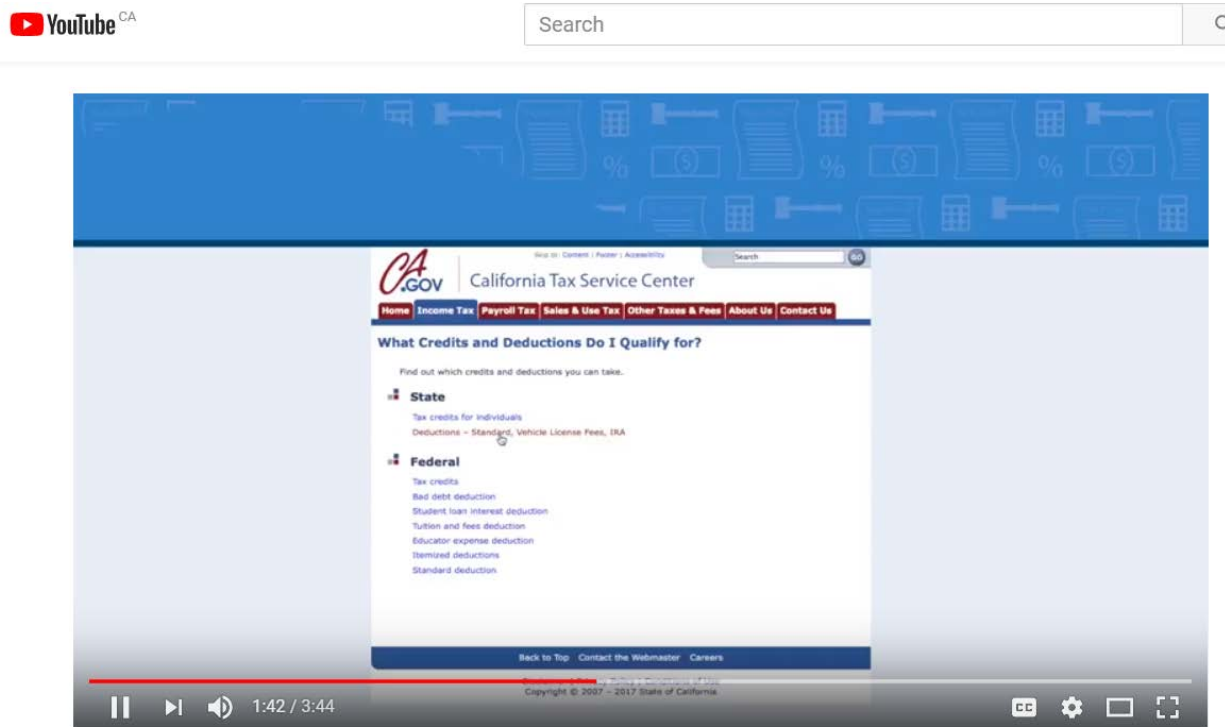 YouTube CA
Search
Skip to: Content | Footer | Accessibility
Search
GO
CA
.GOV
California Tax Service Center
Home Income Tax Payroll Tax Sales & Use Tax Other Taxes & Fees About Us Contact Us
What Credits and Deductions Do I Qualify for?
Find out which credits and deductions you can take.
State
Tax credits for individuals
Deductions – Standard, Vehicle License Fees, IRA
Federal
Tax credits
Bad debt deduction
Student loan interest deduction
Tuition and fees deduction
Educator expense deduction
Itemized deductions
Standard deduction
Back to Top Contact the Webmaster Careers
Conditions of Use
Copyright © 2007 – 2017 State of California
1:42 / 3:44
CC